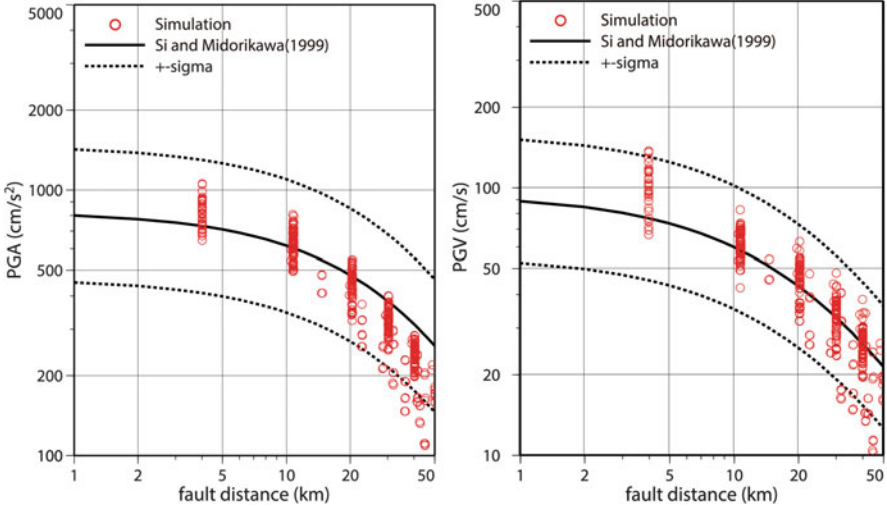 5000
2000
1000
500
200
100
PGA (cm/s²)
Simulation
Si and Midorikawa(1999)
+-sigma
1 2 5 10 20 50
fault distance (km)
500
200
100
50
20
10
PGV (cm/s)
Simulation
Si and Midorikawa(1999)
+-sigma
1 2 5 10 20 50
fault distance (km)